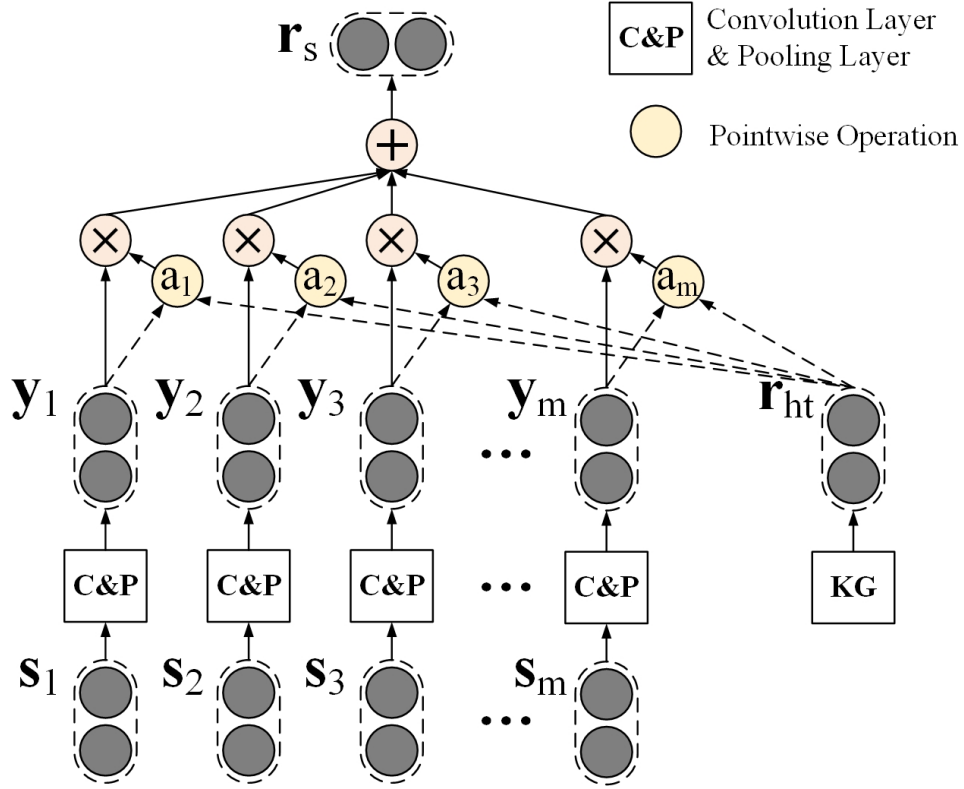 r_s
C&P
Convolution Layer
& Pooling Layer
Pointwise Operation
+
× × × ×
a_1 a_2 a_3 a_m
y_1 y_2 y_3 y_m r_ht
...
C&P C&P C&P ... C&P KG
s_1 s_2 s_3 s_m
...